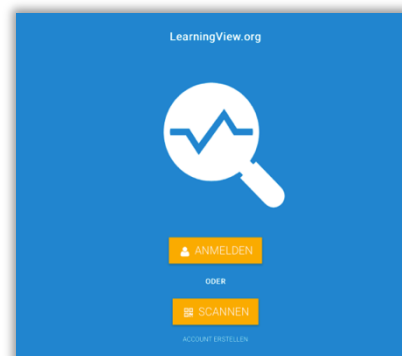 LearningView.org
ANMELDEN
ODER
SCANNEN
ACCOUNT ERSTELLEN